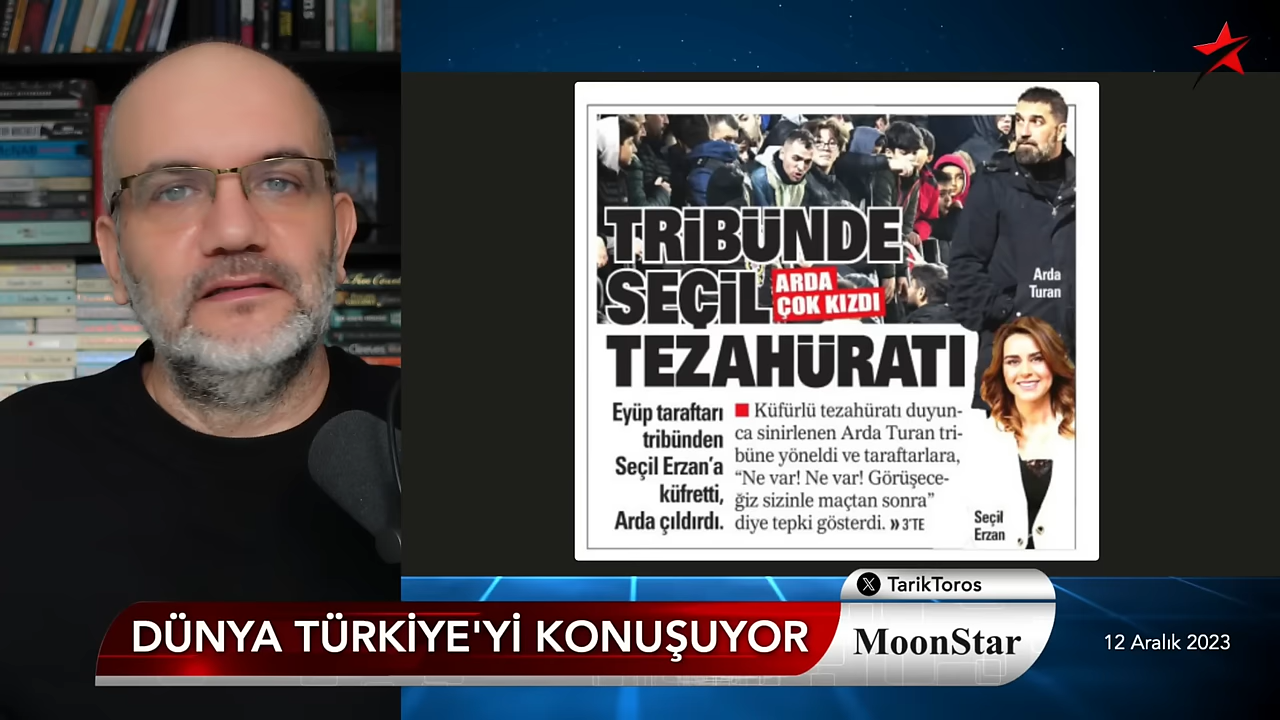 TRİBÜNDE
SEÇİL
ARDA
ÇOK KIZDI
TEZAHÜRATI
Arda
Turan
Eyüp taraftarı
tribünden
Seçil Erzan'a
küfretti,
Arda çıldırdı.
Küfürlü tezahüratı duyun-
ca sinirlenen Arda Turan tri-
büne yöneldi ve taraftarlara,
“Ne var! Ne var! Görüşece-
ğiz sizinle maçtan sonra”
diye tepki gösterdi. » 3'TE
Seçil
Erzan
X TarikToros
DÜNYA TÜRKİYE'Yİ KONUŞUYOR
MoonStar
12 Aralık 2023